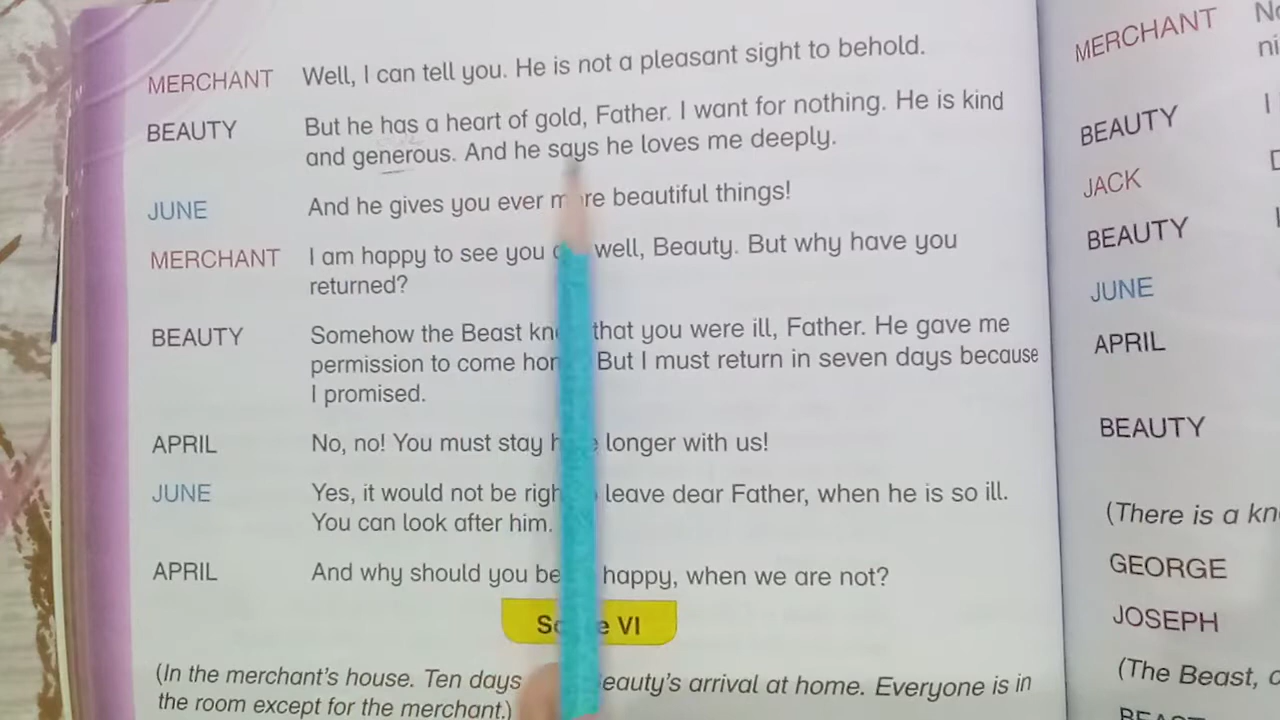 MERCHANT Well, I can tell you. He is not a pleasant sight to behold.
BEAUTY But he has a heart of gold, Father. I want for nothing. He is kind
and generous. And he says he loves me deeply.
JUNE And he gives you ever beautiful things!
MERCHANT I am happy to see you well, Beauty. But why have you
returned?
BEAUTY Somehow the Beast that you were ill, Father. He gave me
permission to come But I must return in seven days because
I promised.
APRIL No, no! You must stay longer with us!
JUNE Yes, it would not be leave dear Father, when he is so ill.
You can look after him.
APRIL And why should you be happy, when we are not?
VI
(In the merchant's house. Ten days arrival at home. Everyone is in
the room except for the merchant.)
MERCHANT
BEAUTY I
JACK
BEAUTY
JUNE
APRIL
BEAUTY
(There is a
GEORGE
JOSEPH
(The Beast,